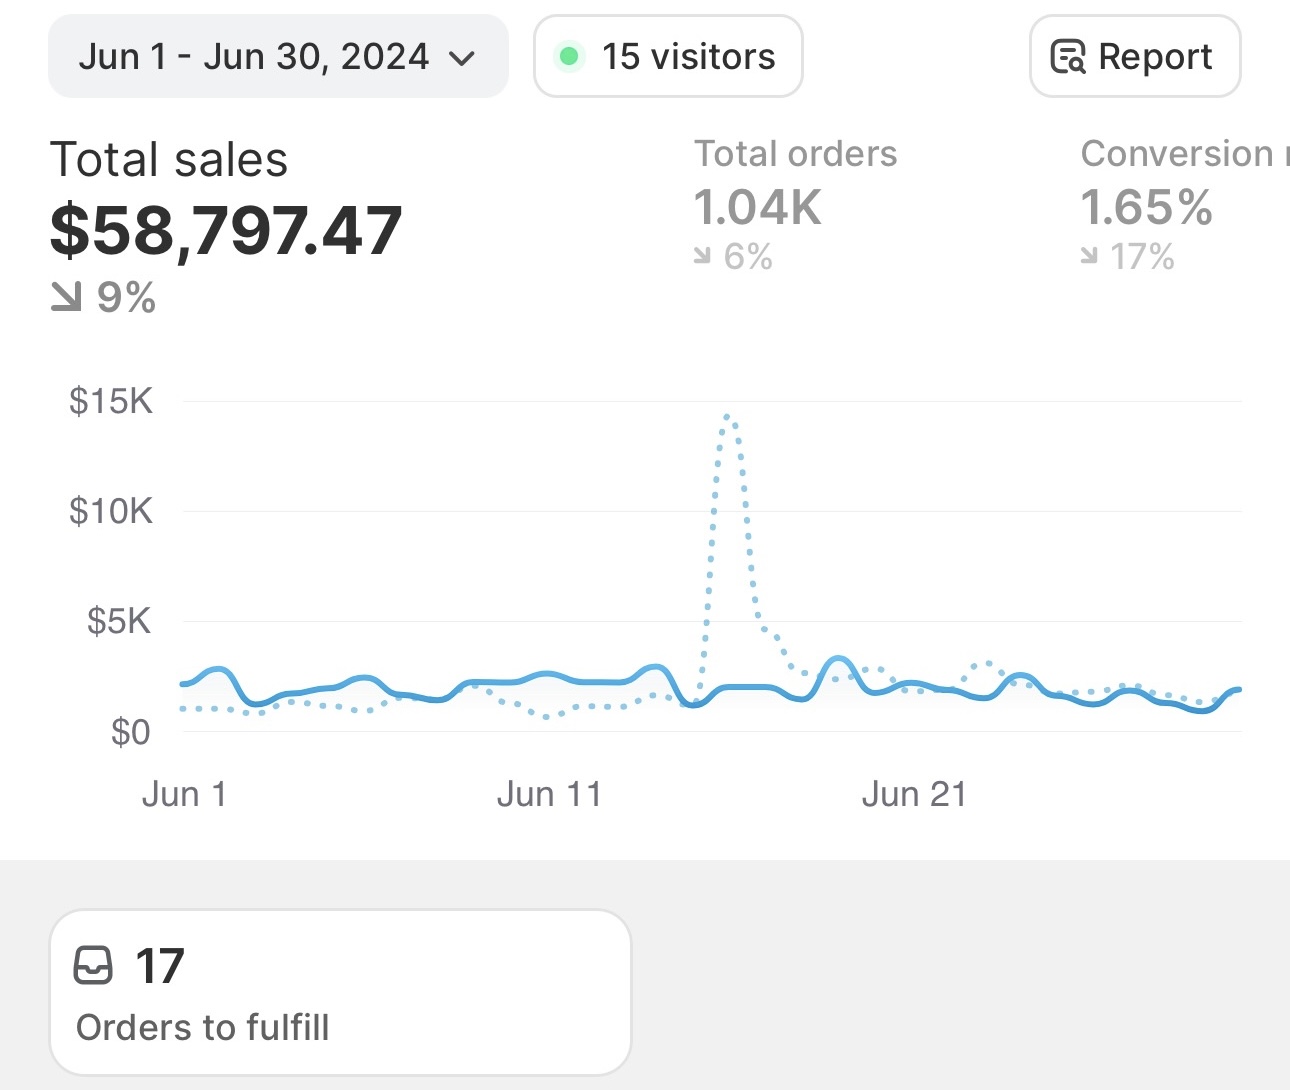 Jun 1 - Jun 30, 2024
15 visitors
Report
Total sales
$58,797.47
9%
Total orders
1.04K
6%
Conversion
1.65%
17%
$15K
$10K
$5K
$0
Jun 1
Jun 11
Jun 21
17
Orders to fulfill